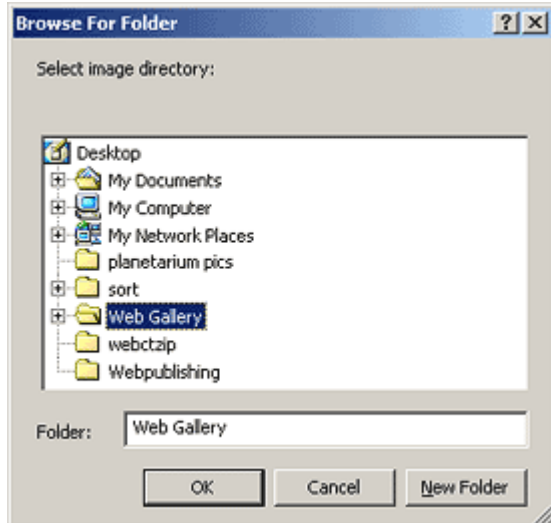 Browse For Folder
Select image directory:
Desktop
My Documents
My Computer
My Network Places
planetarium pics
sort
Web Gallery
webctzip
Webpublishing
Folder: Web Gallery
OK Cancel New Folder